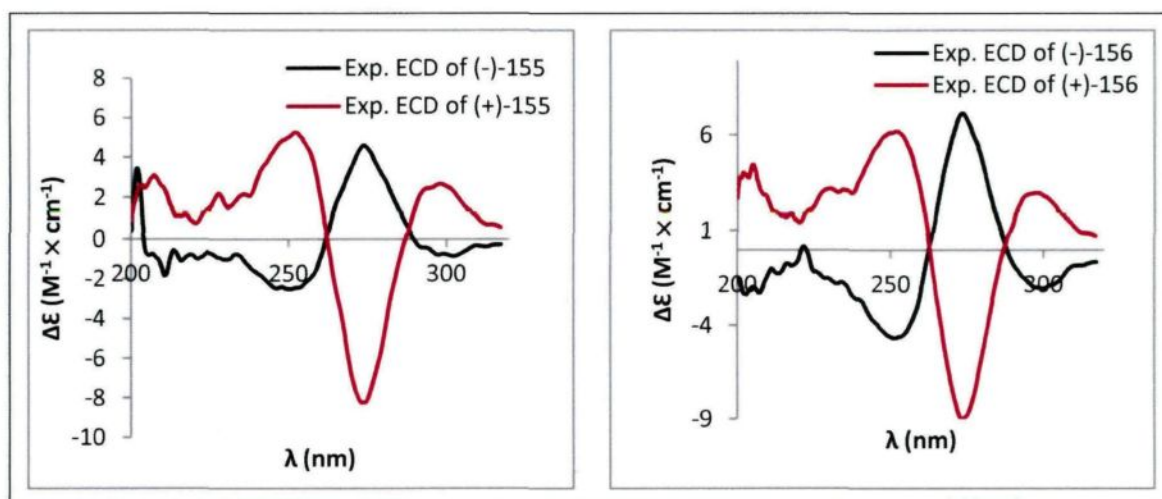 Exp. ECD of (-)-155
Exp. ECD of (+)-155
8
6
4
2
0
-2
-4
-6
-8
-10
200
250
300
Δε (M⁻¹ × cm⁻¹)
λ (nm)
Exp. ECD of (-)-156
Exp. ECD of (+)-156
6
1
-4
-9
200
250
300
Δε (M⁻¹ × cm⁻¹)
λ (nm)